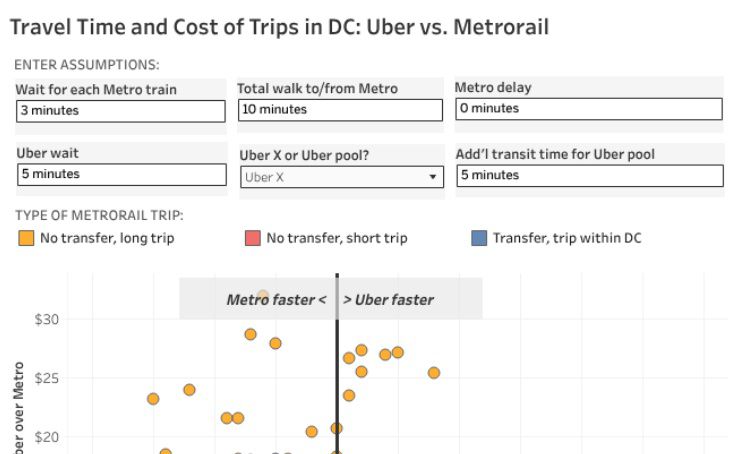 Travel Time and Cost of Trips in DC: Uber vs. Metrorail
ENTER ASSUMPTIONS:
Wait for each Metro train
3 minutes
Total walk to/from Metro
10 minutes
Metro delay
0 minutes
Uber wait
5 minutes
Uber X or Uber pool?
Uber X
Add'l transit time for Uber pool
5 minutes
TYPE OF METRORAIL TRIP:
No transfer, long trip
No transfer, short trip
Transfer, trip within DC
Metro faster < > Uber faster
$30
$25
$20
over Metro